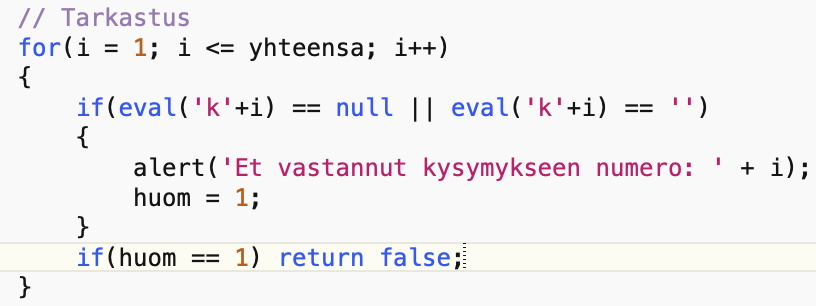 // Tarkastus
for(i = 1; i <= yhteensa; i++)
{
    if(eval('k'+i) == null || eval('k'+i) == '')
    {
        alert('Et vastannut kysymykseen numero: ' + i);
        huom = 1;
    }
    if(huom == 1) return false;
}